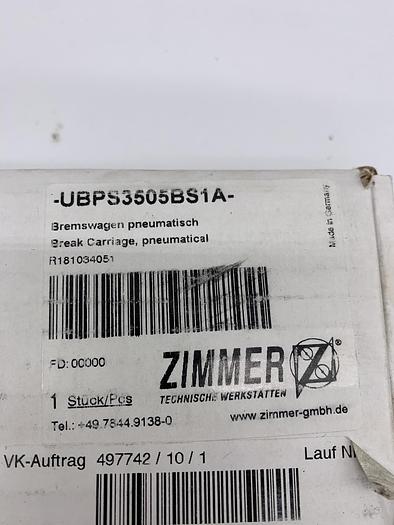 -UBPS3505BS1A-
Bremswagen pneumatisch
Break Carriage, pneumatical
R181034051
Made in Germany
FD: 00000
ZIMMER Z ®
TECHNISCHE WERKSTÄTTEN
1 Stück/Pcs
Tel.: +49.7844.9138-0
www.zimmer-gmbh.de
VK-Auftrag 497742 / 10 / 1
Lauf